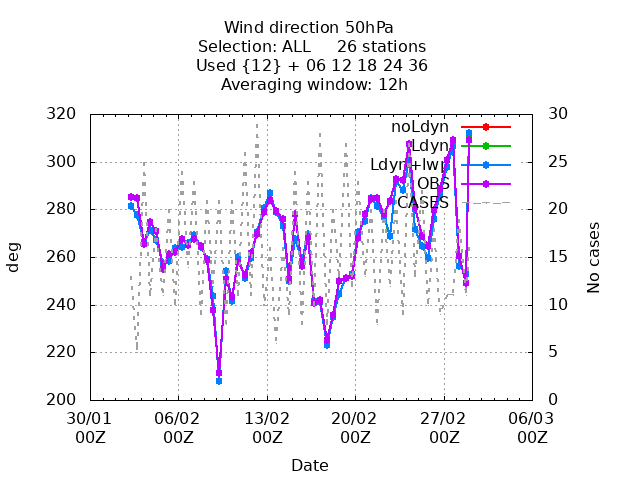 Wind direction 50hPa
Selection: ALL 26 stations
Used {12} + 06 12 18 24 36
Averaging window: 12h
320
300
280
260
240
220
200
deg
30
25
20
15
10
5
0
No cases
noLdyn
Ldyn
Ldyn+lwp
OBS
CASES
30/01 06/02 13/02 20/02 27/02 06/03
00Z 00Z 00Z 00Z 00Z 00Z
Date